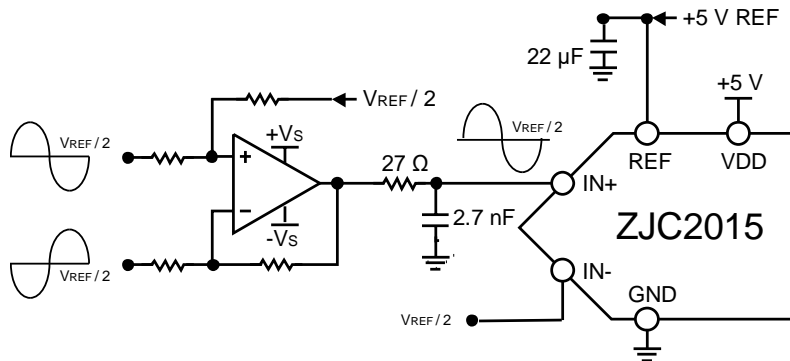 +5 V REF
22 µF
+5 V
VREF / 2
VREF / 2
VREF / 2
+VS
27 Ω
REF
VDD
+
IN+
−
2.7 nF
ZJC2015
-VS
VREF / 2
IN-
GND
VREF / 2